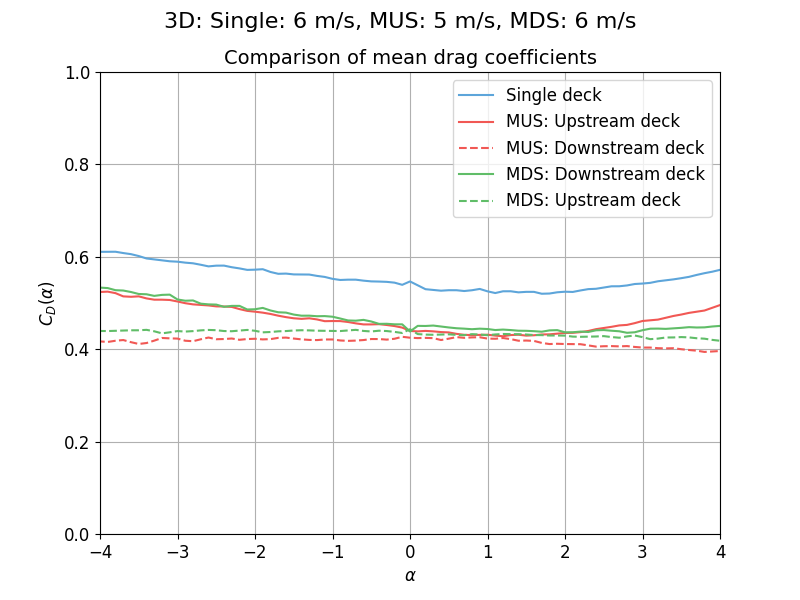 3D: Single: 6 m/s, MUS: 5 m/s, MDS: 6 m/s
Comparison of mean drag coefficients
Single deck
MUS: Upstream deck
MUS: Downstream deck
MDS: Downstream deck
MDS: Upstream deck
1.0
0.8
0.6
0.4
0.2
0.0
C_D(α)
−4 −3 −2 −1 0 1 2 3 4
α